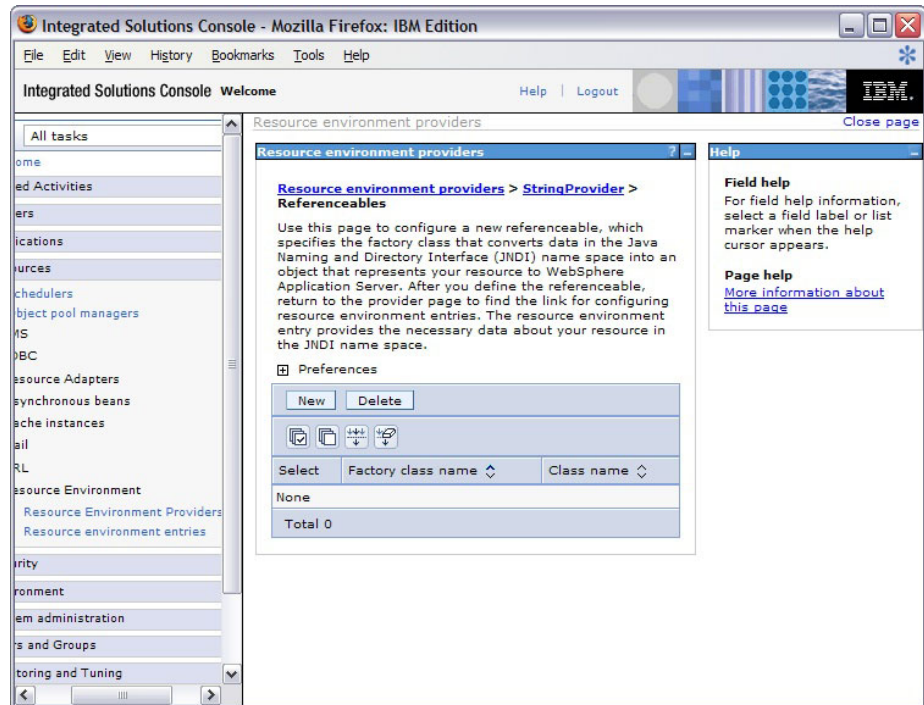 Integrated Solutions Console - Mozilla Firefox: IBM Edition
File Edit View History Bookmarks Tools Help
Integrated Solutions Console Welcome
Help | Logout
IBM.
All tasks
ome
ed Activities
ers
ications
urces
chedulers
bject pool managers
MS
DBC
esource Adapters
synchronous beans
ache instances
ail
RL
esource Environment
Resource Environment Providers
Resource environment entries
rity
ronment
em administration
rs and Groups
toring and Tuning
Resource environment providers
Close page
Resource environment providers ? -
Resource environment providers > StringProvider >
Referenceables
Use this page to configure a new referenceable, which
specifies the factory class that converts data in the Java
Naming and Directory Interface (JNDI) name space into an
object that represents your resource to WebSphere
Application Server. After you define the referenceable,
return to the provider page to find the link for configuring
resource environment entries. The resource environment
entry provides the necessary data about your resource in
the JNDI name space.
Preferences
New Delete
Select Factory class name Class name
None
Total 0
Help -
Field help
For field help information,
select a field label or list
marker when the help
cursor appears.
Page help
More information about
this page